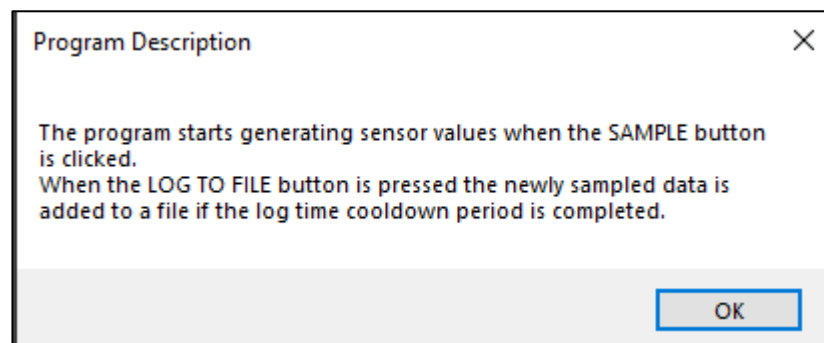 Program Description
The program starts generating sensor values when the SAMPLE button
is clicked.
When the LOG TO FILE button is pressed the newly sampled data is
added to a file if the log time cooldown period is completed.
OK